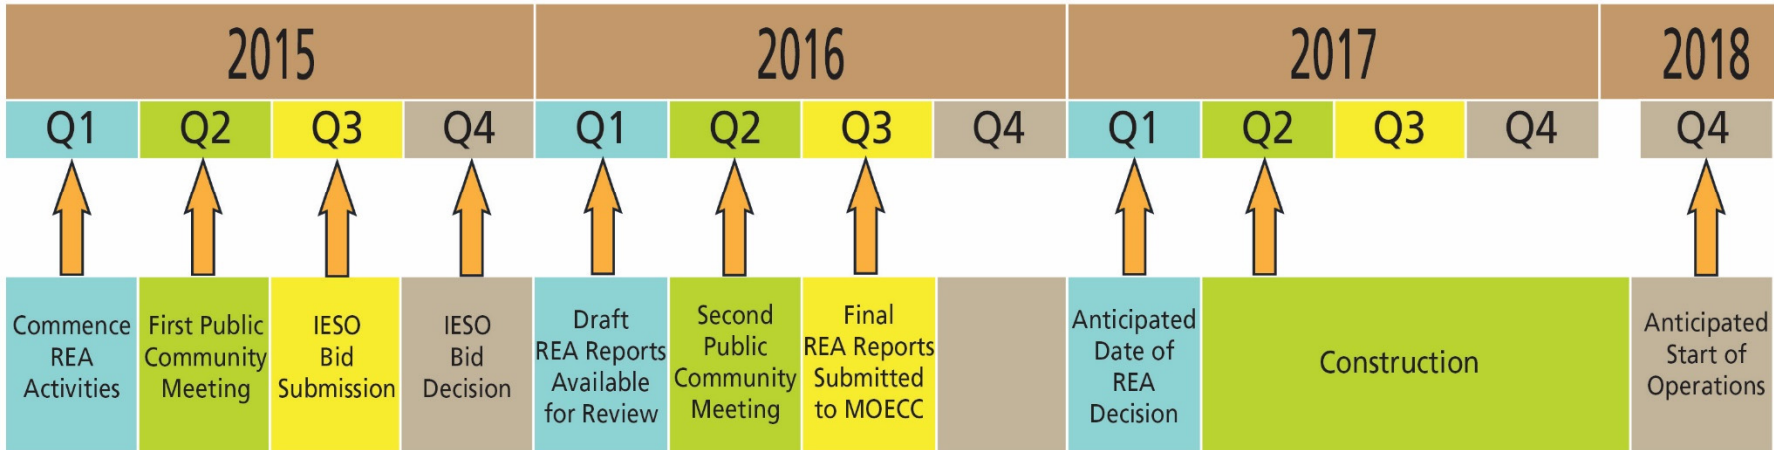 2015 2016 2017 2018
Q1 Q2 Q3 Q4 Q1 Q2 Q3 Q4 Q1 Q2 Q3 Q4 Q4
Commence
REA
Activities
First Public
Community
Meeting
IESO
Bid
Submission
IESO
Bid
Decision
Draft
REA Reports
Available
for Review
Second
Public
Community
Meeting
Final
REA Reports
Submitted
to MOECC
Anticipated
Date of
REA
Decision
Construction
Anticipated
Start of
Operations